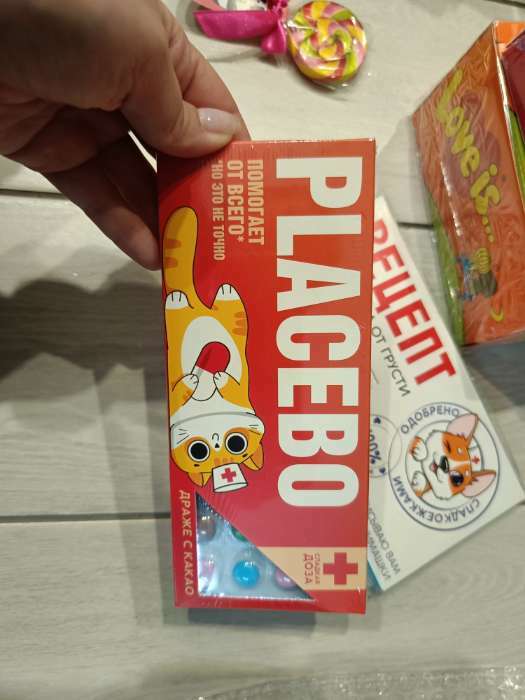 PLACEBO
ПОМОГАЕТ
ОТ ВСЕГО*
*НО ЭТО НЕ ТОЧНО
ДРАЖЕ С КАКАО
СЛАДКАЯ
ДОЗА
Love is...
РЕЦЕПТ
ОТ ГРУСТИ
ОДОБРЕНО
СЛАДКОЕЖКАМИ
100%